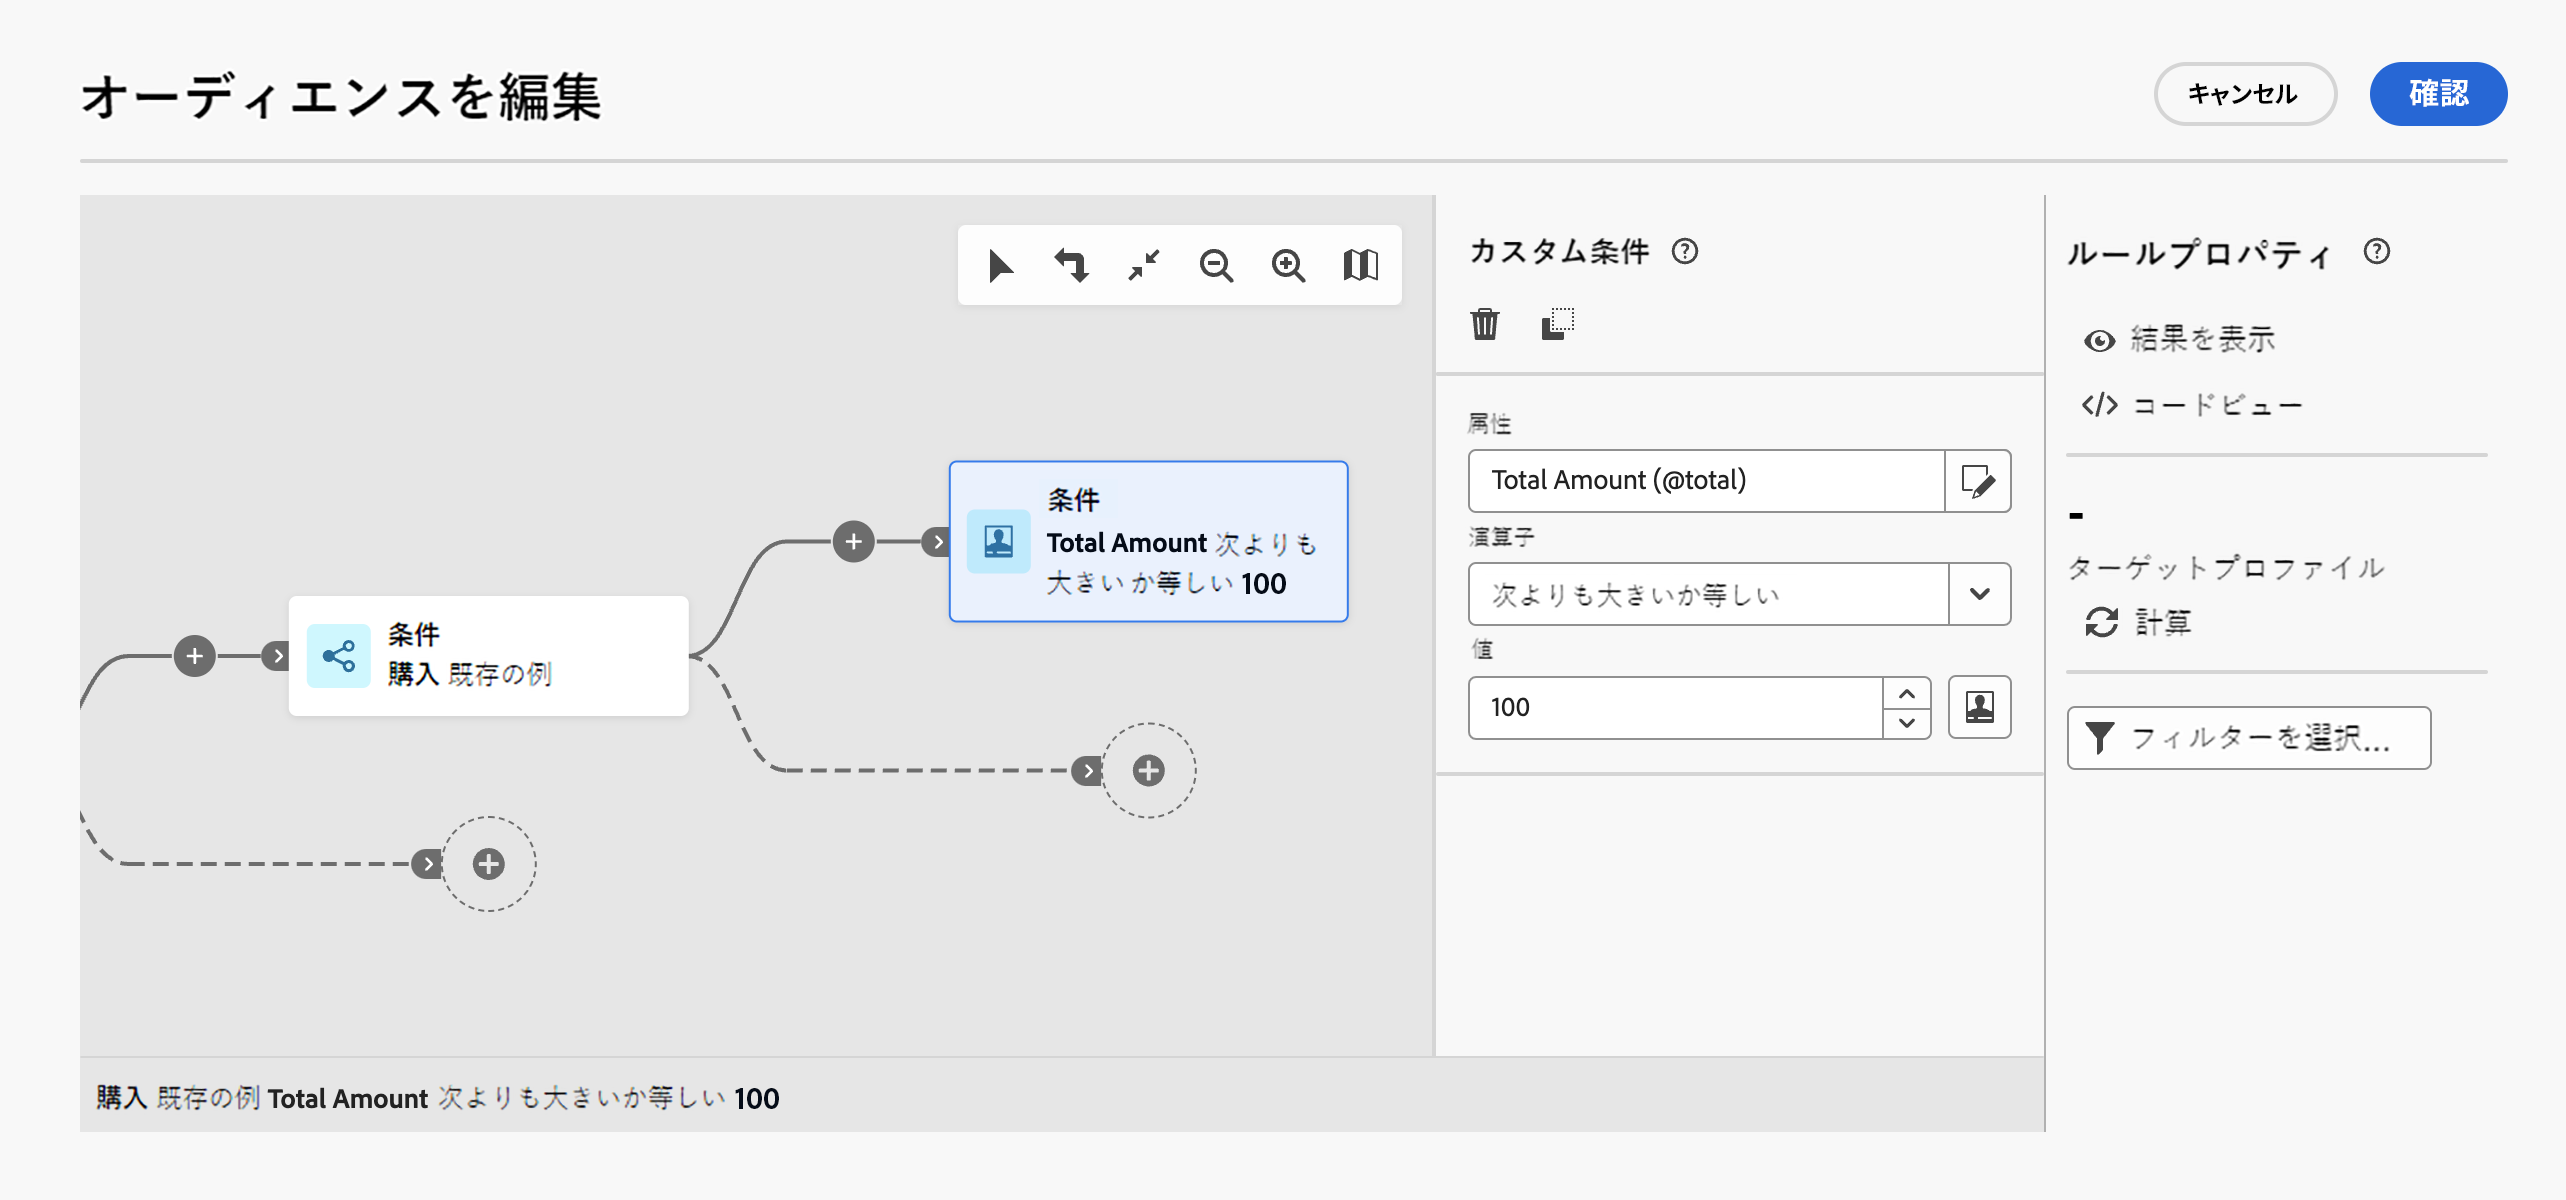 オーディエンスを編集
キャンセル
確認
条件
Total Amount 次よりも
大きい か等しい 100
条件
購入 既存の例
購入 既存の例 Total Amount 次よりも大きいか等しい 100
カスタム条件
属性
Total Amount (@total)
演算子
次よりも大きいか等しい
値
100
ルールプロパティ
結果を表示
コードビュー
-
ターゲットプロファイル
計算
フィルターを選択...